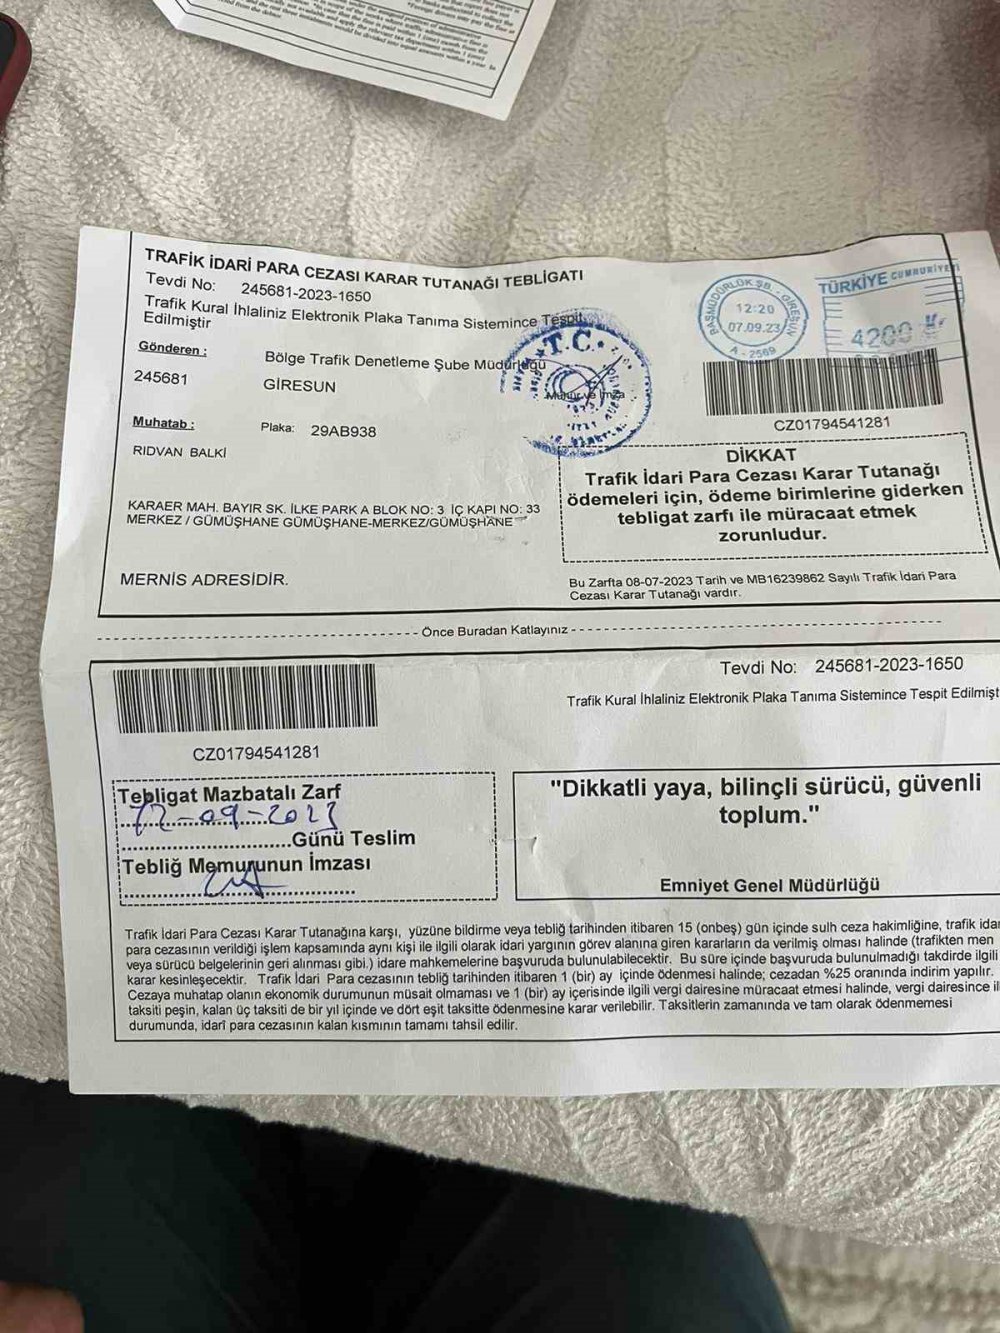 TRAFİK İDARİ PARA CEZASI KARAR TUTANAĞI TEBLİGATI
Tevdi No: 245681-2023-1650
Trafik Kural İhlaliniz Elektronik Plaka Tanıma Sistemince Tespit
Edilmiştir
Gönderen :
Bölge Trafik Denetleme Şube Müdürlüğü
245681
GİRESUN
T.C.
BAŞMÜDÜRLÜK ŞB. - GİRESUN
12:20
07.09.23
A - 2569
TÜRKİYE CUMHURİYETİ
4200
CZ01794541281
Muhatab :
Plaka: 29AB938
RIDVAN BALKİ
DİKKAT
Trafik İdari Para Cezası Karar Tutanağı
ödemeleri için, ödeme birimlerine giderken
tebligat zarfı ile müracaat etmek
zorunludur.
KARAER MAH. BAYIR SK. İLKE PARK A BLOK NO: 3 İÇ KAPI NO: 33
MERKEZ / GÜMÜŞHANE GÜMÜŞHANE-MERKEZ/GÜMÜŞHANE
MERNİS ADRESİDİR.
Bu Zarfta 08-07-2023 Tarih ve MB16239862 Sayılı Trafik İdari Para
Cezası Karar Tutanağı vardır.
Önce Buradan Katlayınız
Tevdi No: 245681-2023-1650
Trafik Kural İhlaliniz Elektronik Plaka Tanıma Sistemince Tespit Edilmişt
CZ01794541281
Tebligat Mazbatalı Zarf
12-09-2023
Günü Teslim
Tebliğ Memurunun İmzası
"Dikkatli yaya, bilinçli sürücü, güvenli
toplum."
Emniyet Genel Müdürlüğü
Trafik İdari Para Cezası Karar Tutanağına karşı, yüzüne bildirme veya tebliğ tarihinden itibaren 15 (onbeş) gün içinde sulh ceza hakimliğine, trafik idar
para cezasının verildiği işlem kapsamında aynı kişi ile ilgili olarak idari yargının görev alanına giren kararların da verilmiş olması halinde (trafikten men
veya sürücü belgelerinin geri alınması gibi.) idare mahkemelerine başvuruda bulunulabilecektir. Bu süre içinde başvuruda bulunulmadığı takdirde ilgili
karar kesinleşecektir. Trafik İdari Para cezasının tebliğ tarihinden itibaren 1 (bir) ay içinde ödenmesi halinde; cezadan %25 oranında indirim yapılır.
Cezaya muhatap olanın ekonomik durumunun müsait olmaması ve 1 (bir) ay içerisinde ilgili vergi dairesine müracaat etmesi halinde, vergi dairesince il
taksiti peşin, kalan üç taksiti de bir yıl içinde ve dört eşit taksitte ödenmesine karar verilebilir. Taksitlerin zamanında ve tam olarak ödenmemesi
durumunda, idarî para cezasının kalan kısmının tamamı tahsil edilir.